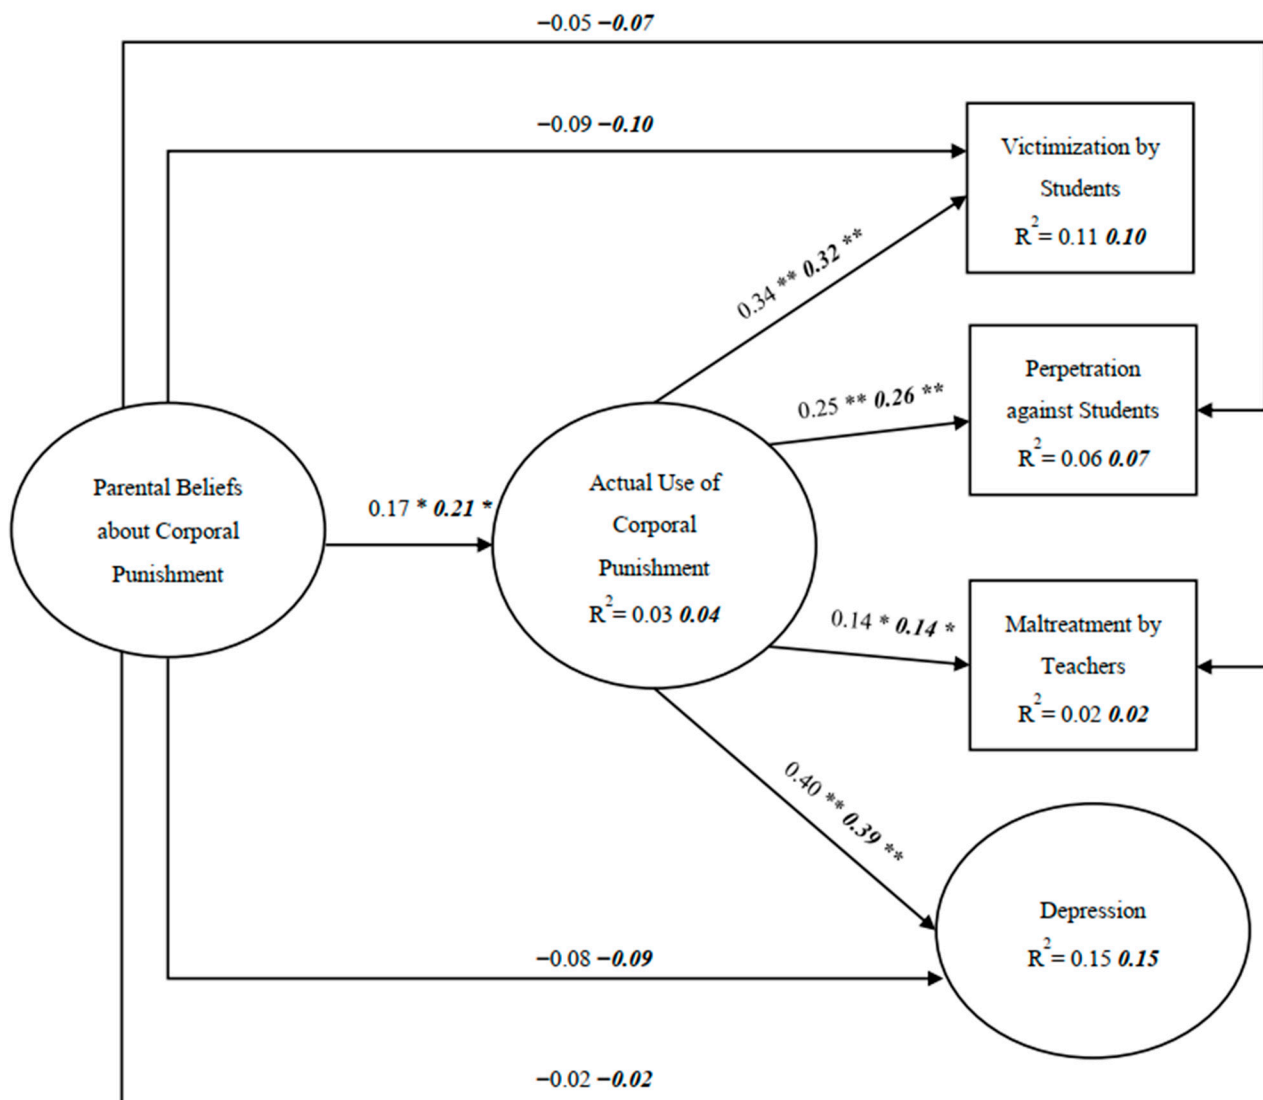 −0.05 −0.07
−0.09 −0.10
Victimization by
Students
R²= 0.11 0.10
0.34 ** 0.32 **
Perpetration
against Students
R²= 0.06 0.07
0.25 ** 0.26 **
Parental Beliefs
about Corporal
Punishment
0.17 * 0.21 *
Actual Use of
Corporal
Punishment
R²= 0.03 0.04
0.14 * 0.14 *
Maltreatment by
Teachers
R²= 0.02 0.02
0.40 ** 0.39 **
Depression
R²= 0.15 0.15
−0.08 −0.09
−0.02 −0.02